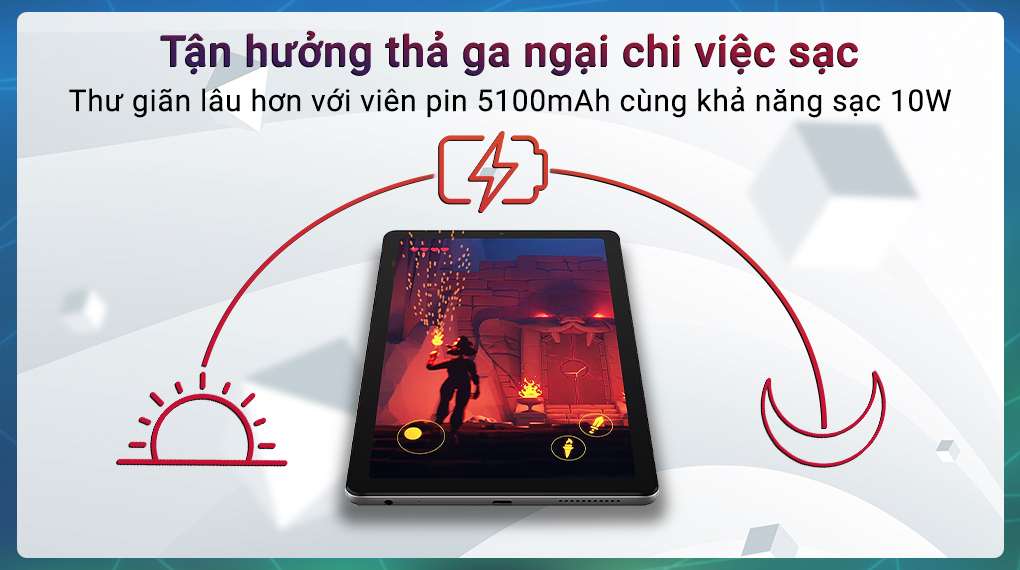 Tận hưởng thả ga ngại chi việc sạc
Thư giãn lâu hơn với viên pin 5100mAh cùng khả năng sạc 10W